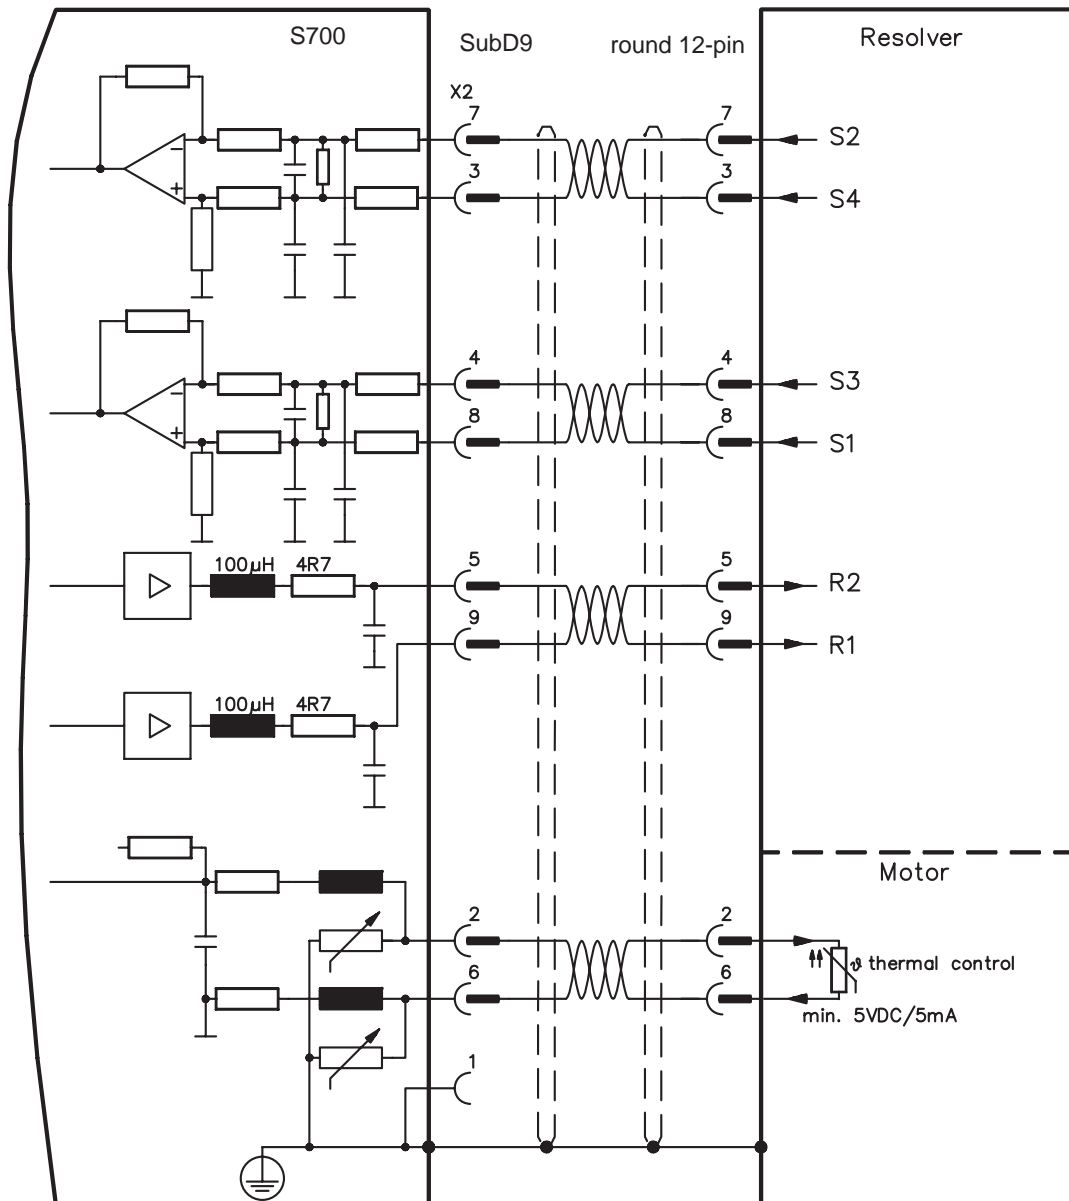 S700 SubD9 round 12-pin Resolver
X2
7 7 S2
3 3 S4
4 4 S3
8 8 S1
100µH 4R7 5 5 R2
9 9 R1
100µH 4R7
Motor
2 2
ϑ thermal control
6 6
min. 5VDC/5mA
1